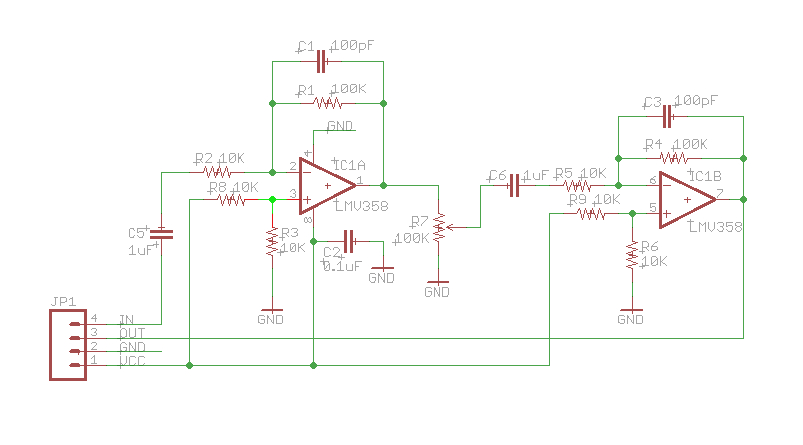 C1 100pF
R1 100K
GND
4
R2 10K
2
IC1A
1
R8 10K
3
LMV358
8
C5
1uF
R3
10K
C2
0.1uF
GND
GND
R7
100K
GND
C6 1uF
C3 100pF
R4 100K
R5 10K
6
IC1B
7
R9 10K
5
LMV358
R6
10K
GND
JP1
4 IN
3 OUT
2 GND
1 VCC